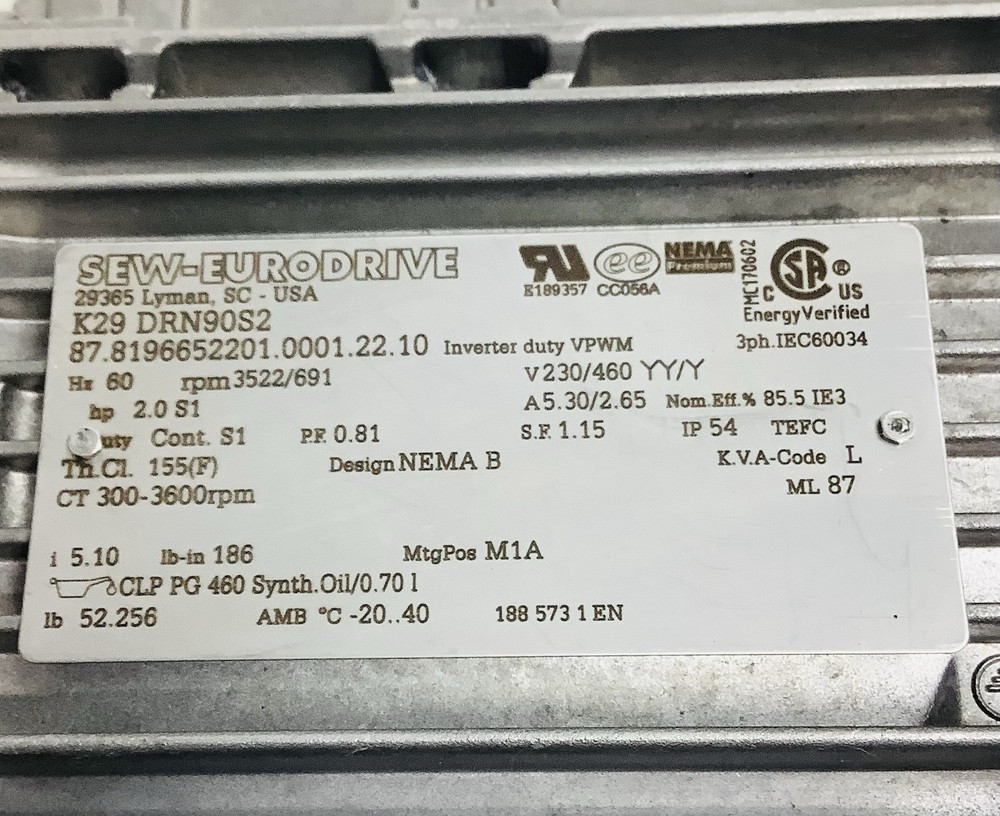 SEW-EURODRIVE
29365 Lyman, SC - USA
E189357 CC056A
ee
NEMA
Premium
MC170602
C SA ® US
EnergyVerified
K29 DRN90S2
87.8196652201.0001.22.10 Inverter duty VPWM 3ph.IEC60034
Hz 60 rpm 3522/691 V 230/460 YY/Y
hp 2.0 S1 A 5.30/2.65 Nom.Eff.% 85.5 IE3
uty Cont. S1 P.F. 0.81 S.F. 1.15 IP 54 TEFC
Th.Cl. 155(F) Design NEMA B K.V.A-Code L
CT 300-3600rpm ML 87
i 5.10 lb-in 186 MtgPos M1A
CLP PG 460 Synth.Oil/0.70 l
lb 52.256 AMB °C -20..40 188 573 1 EN